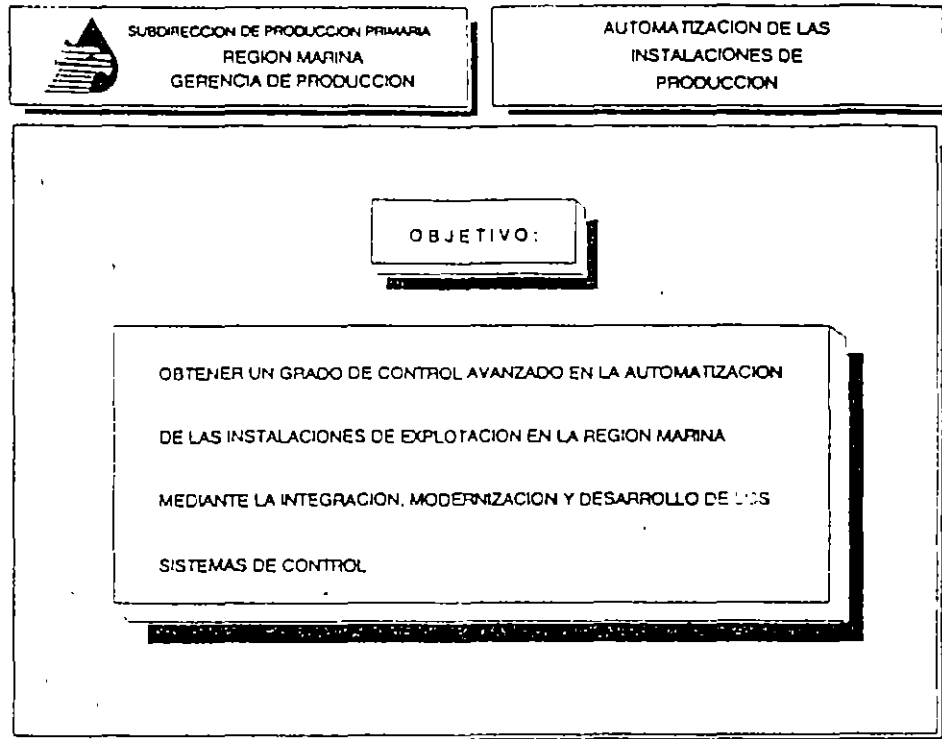 SUBDIRECCION DE PRODUCCION PRIMARIA
REGION MARINA
GERENCIA DE PRODUCCION
AUTOMATIZACION DE LAS
INSTALACIONES DE
PRODUCCION
OBJETIVO:
OBTENER UN GRADO DE CONTROL AVANZADO EN LA AUTOMATIZACION
DE LAS INSTALACIONES DE EXPLOTACION EN LA REGION MARINA
MEDIANTE LA INTEGRACION, MODERNIZACION Y DESARROLLO DE LOS
SISTEMAS DE CONTROL